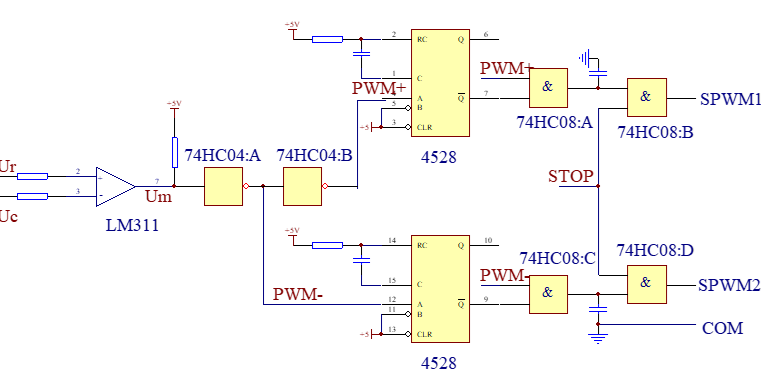 +5V
2 RC Q 6
1 C
PWM+
A
5 B
Q 7
+5 3 CLR
4528
PWM+
&
74HC08:A
&
74HC08:B
SPWM1
+5V
74HC04:A
74HC04:B
Ur
2
+
7
3
-
Um
Uc
LM311
STOP
+5V
14 RC Q 10
15 C
PWM-
12 A
11 B
Q 9
+5 13 CLR
4528
74HC08:C
PWM-
&
74HC08:D
&
SPWM2
COM